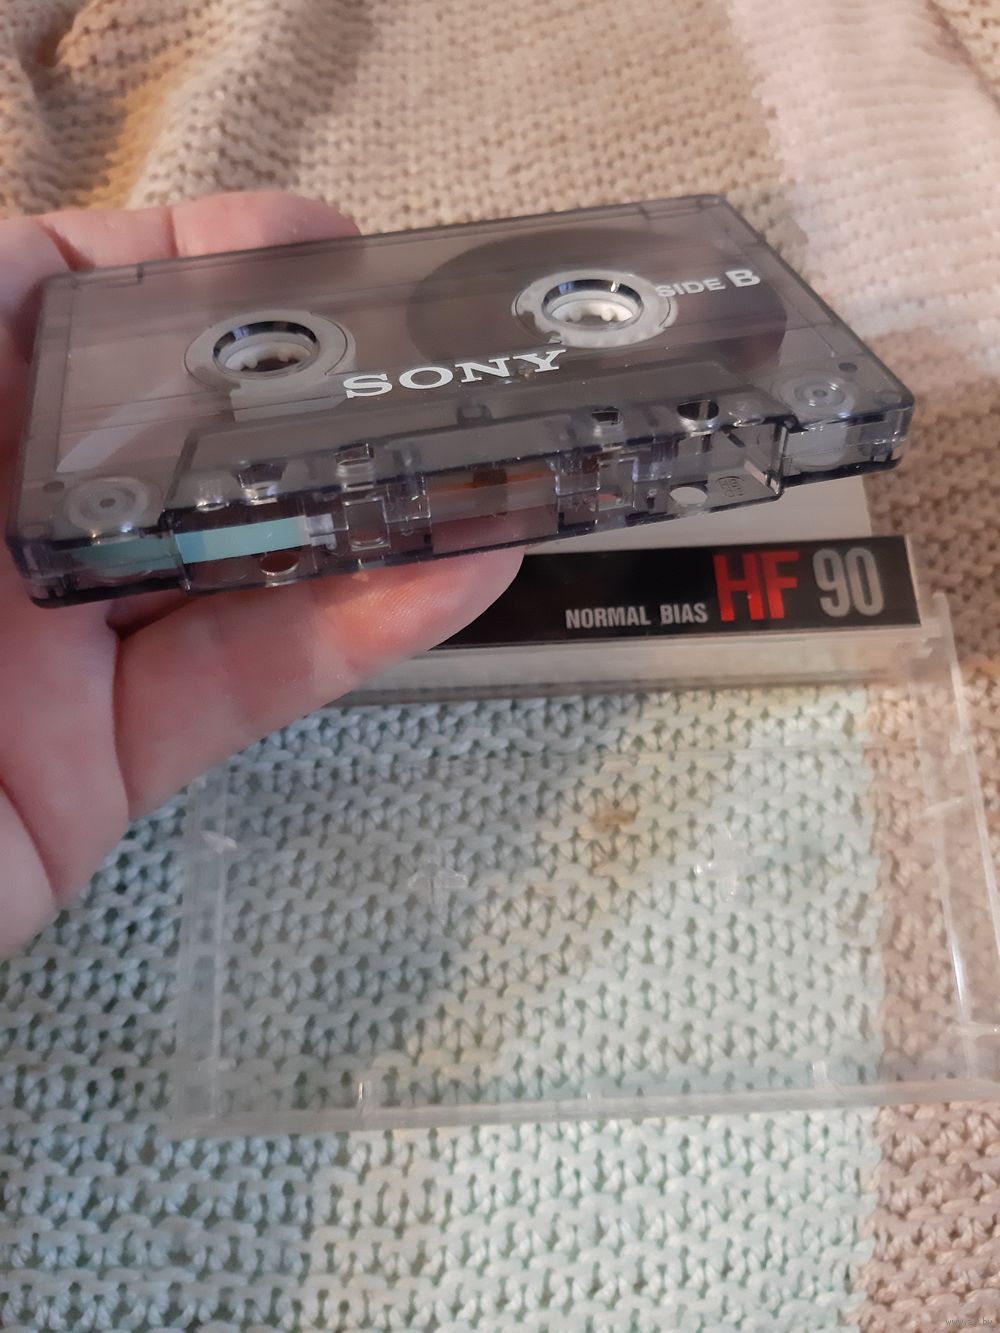 SIDE B
SONY
NORMAL BIAS HF 90